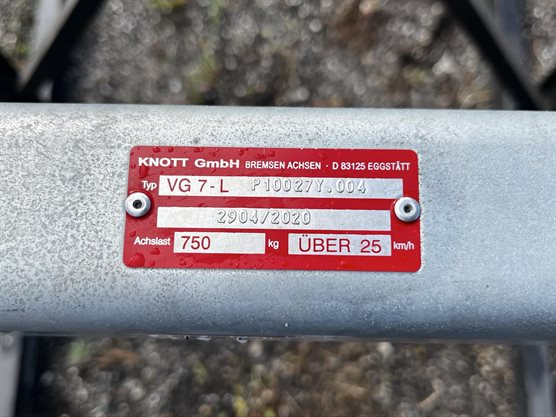 KNOTT GmbH BREMSEN ACHSEN · D 83125 EGGSTÄTT
Typ VG 7-L P10027Y.004
2904/2020
Achslast 750 kg ÜBER 25 km/h